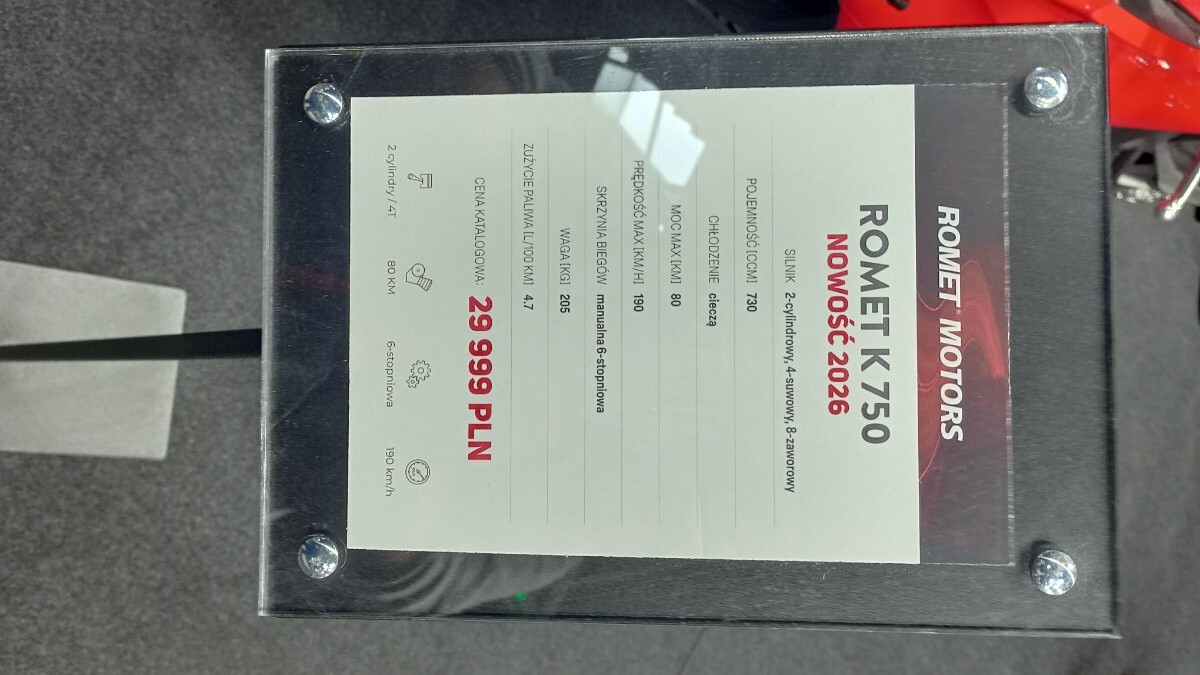 ROMET® MOTORS
ROMET K 750
NOWOŚĆ 2026
SILNIK 2-cylindrowy, 4-suwowy, 8-zaworowy
POJEMNOŚĆ [CCM] 730
CHŁODZENIE cieczą
MOC MAX [KM] 80
PRĘDKOŚĆ MAX [KM/H] 190
SKRZYNIA BIEGÓW manualna 6-stopniowa
WAGA [KG] 205
ZUŻYCIE PALIWA [L/100 KM] 4.7
CENA KATALOGOWA: 29 999 PLN
2 cylindry / 4T 80 KM 6-stopniowa 190 km/h